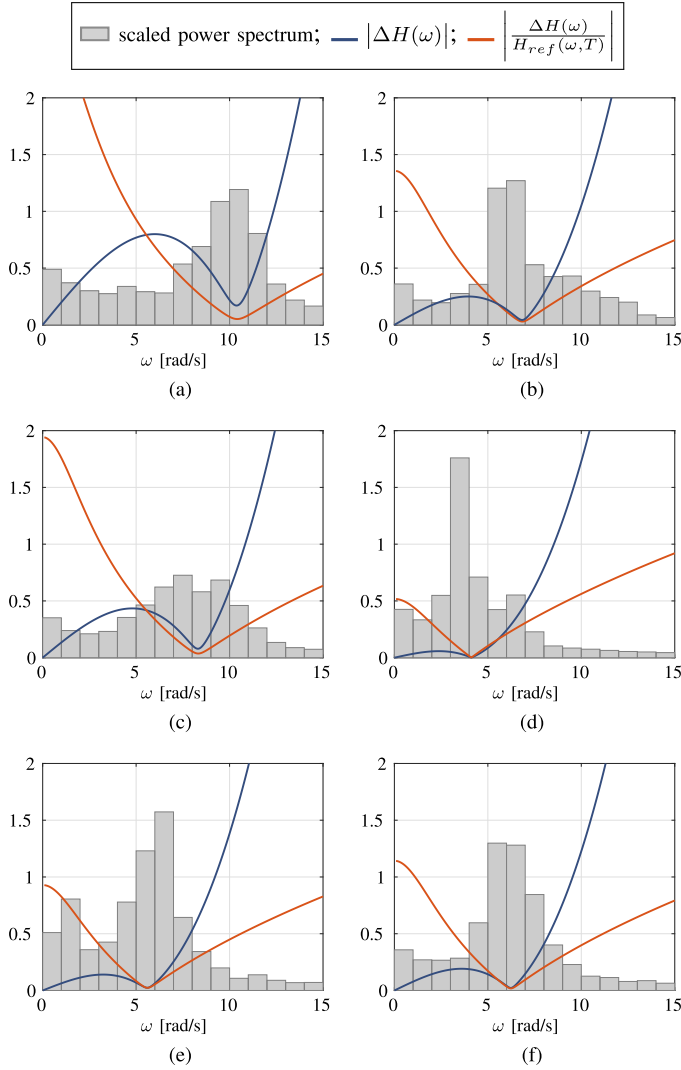 scaled power spectrum; |ΔH(ω)|; |ΔH(ω) / H_ref(ω,T)|
2
1.5
1
0.5
0
0 5 10 15
ω [rad/s]
(a)
2
1.5
1
0.5
0
0 5 10 15
ω [rad/s]
(b)
2
1.5
1
0.5
0
0 5 10 15
ω [rad/s]
(c)
2
1.5
1
0.5
0
0 5 10 15
ω [rad/s]
(d)
2
1.5
1
0.5
0
0 5 10 15
ω [rad/s]
(e)
2
1.5
1
0.5
0
0 5 10 15
ω [rad/s]
(f)